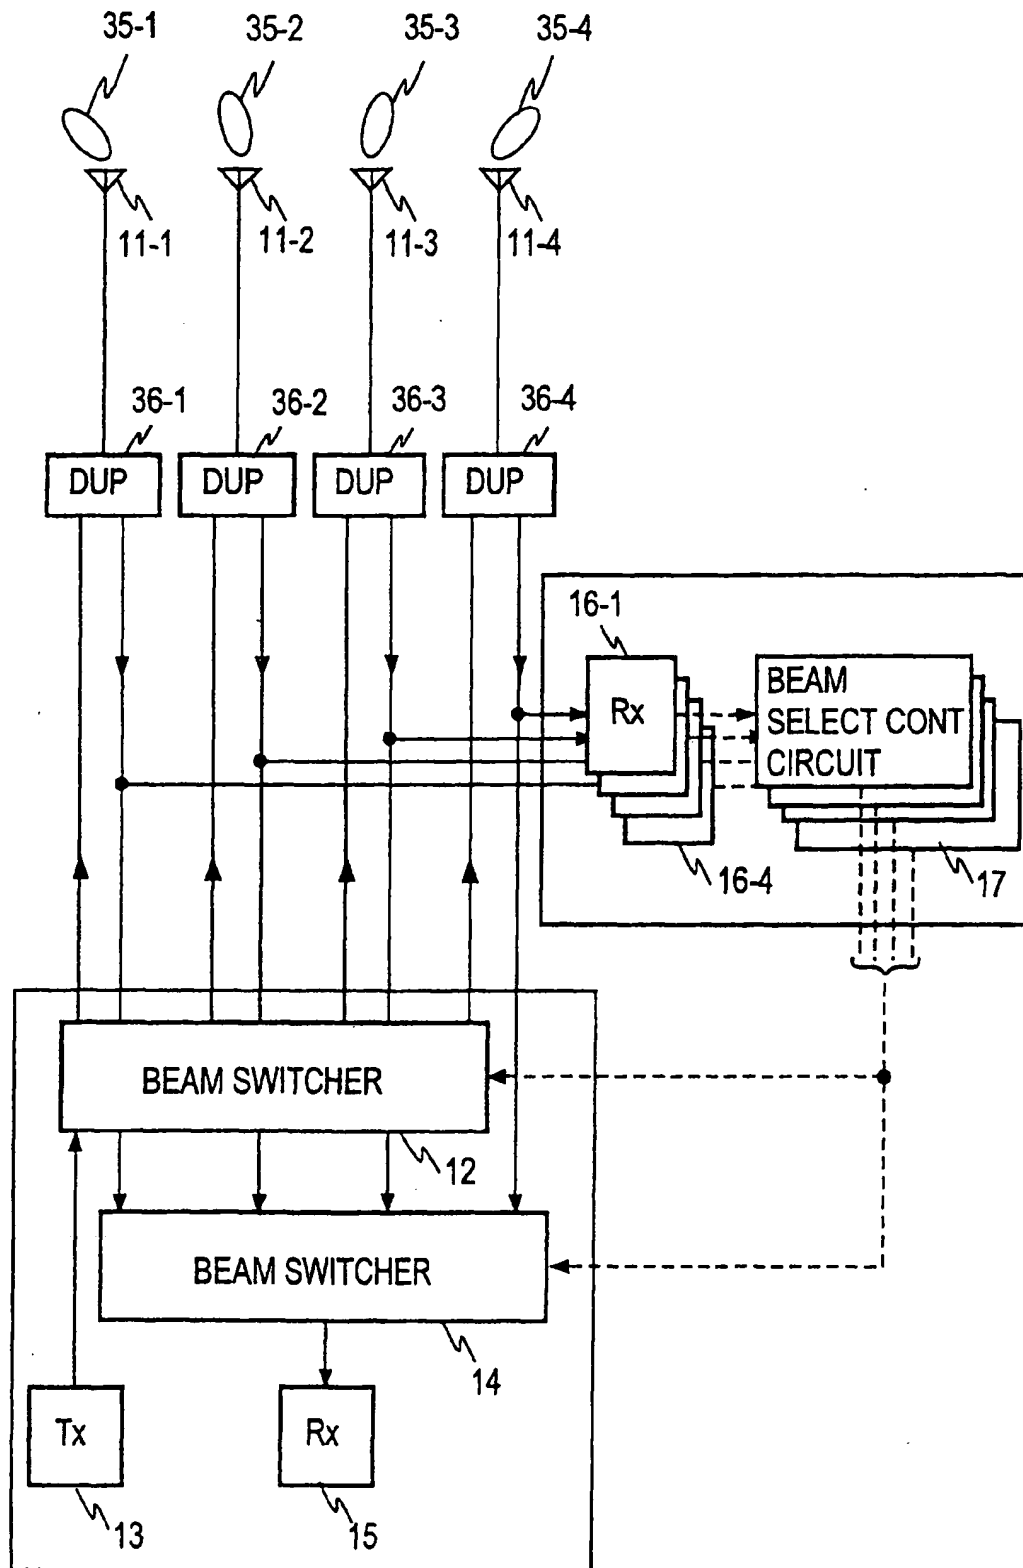 35-1
35-2
35-3
35-4
11-1
11-2
11-3
11-4
36-1
36-2
36-3
36-4
DUP
DUP
DUP
DUP
16-1
Rx
BEAM
SELECT CONT
CIRCUIT
16-4
17
BEAM SWITCHER
12
BEAM SWITCHER
14
Tx
Rx
13
15